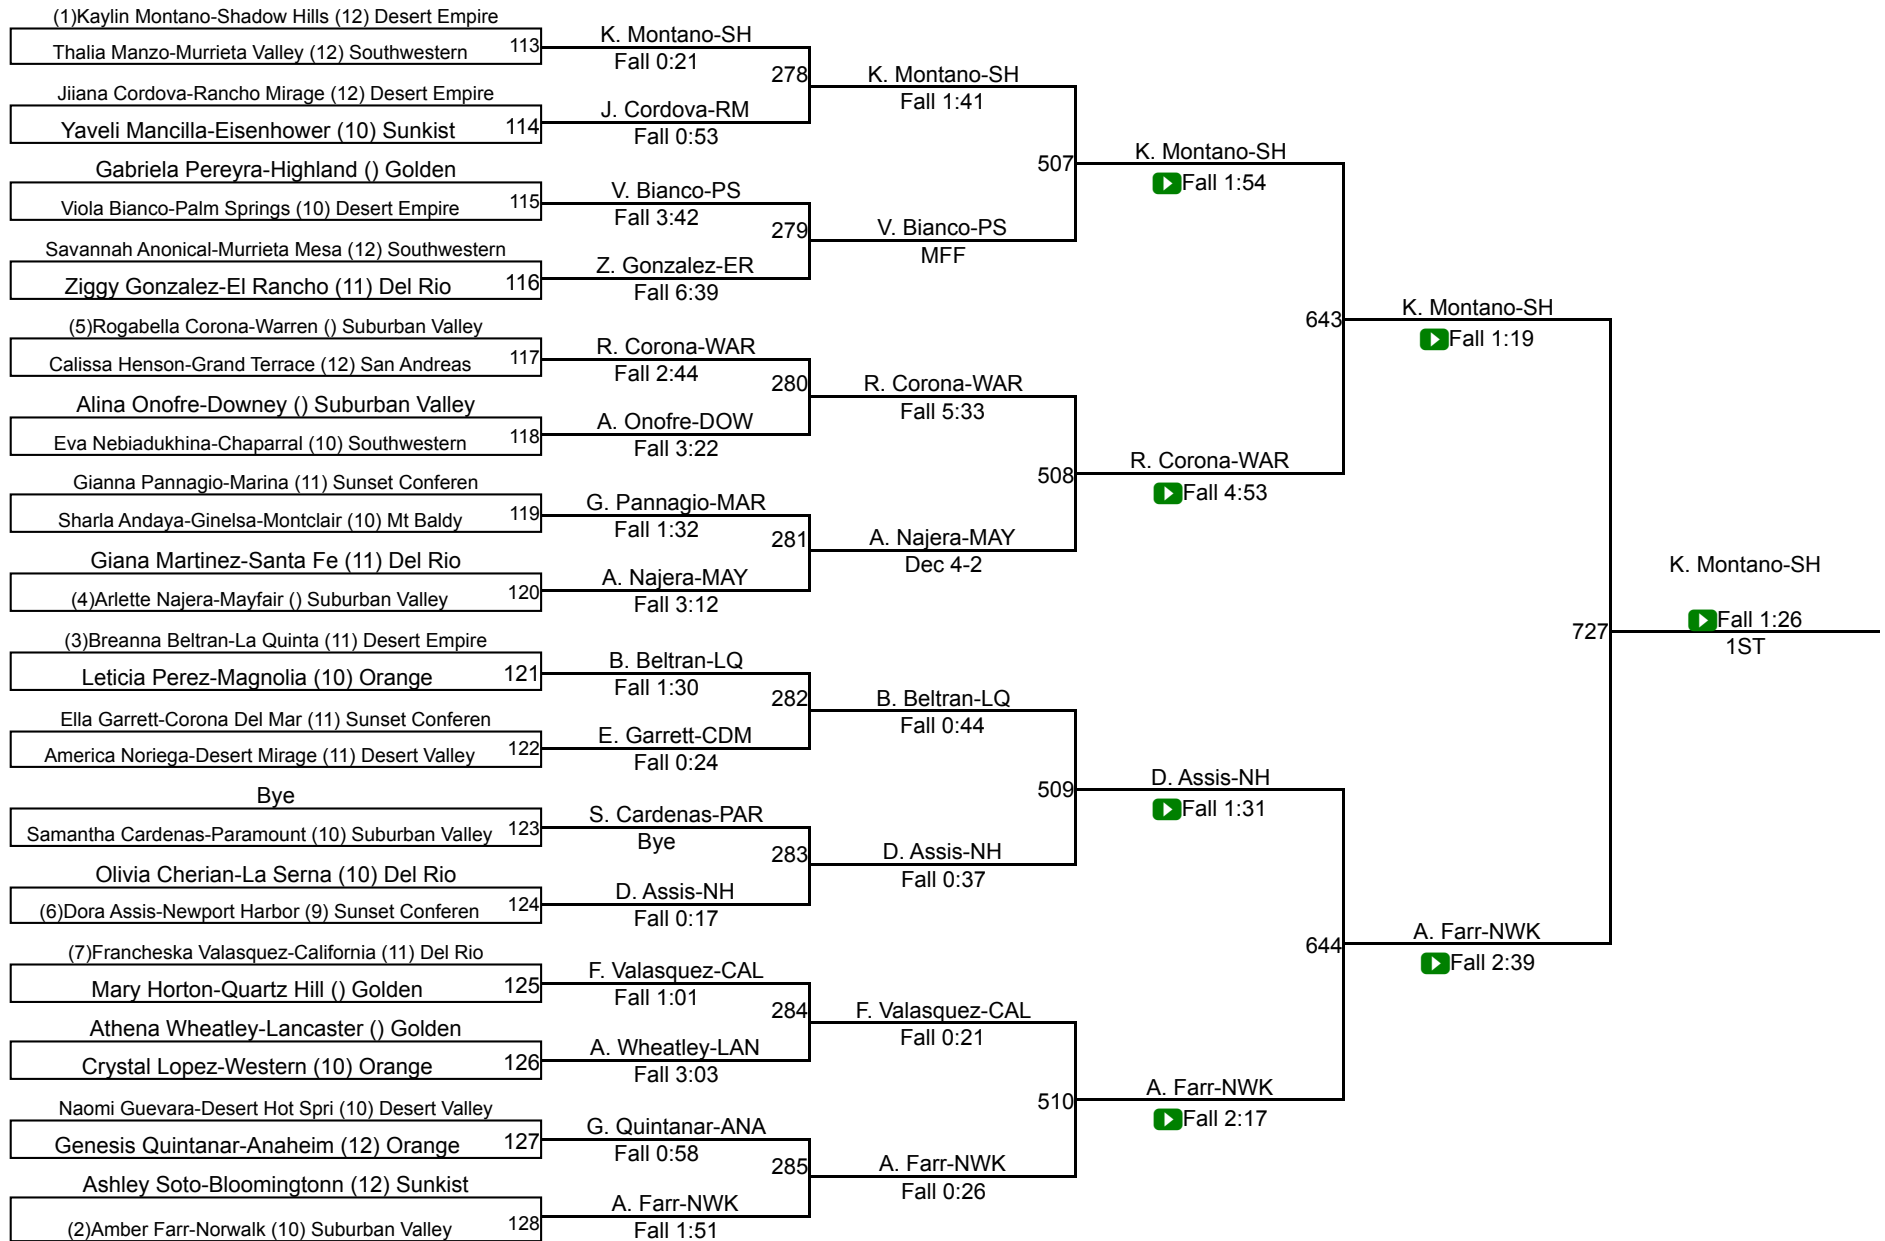 (1)Kaylin Montano-Shadow Hills (12) Desert Empire
Thalia Manzo-Murrieta Valley (12) Southwestern
113
Jiiana Cordova-Rancho Mirage (12) Desert Empire
Yaveli Mancilla-Eisenhower (10) Sunkist
114
Gabriela Pereyra-Highland () Golden
Viola Bianco-Palm Springs (10) Desert Empire
115
Savannah Anonical-Murrieta Mesa (12) Southwestern
Ziggy Gonzalez-El Rancho (11) Del Rio
116
(5)Rogabella Corona-Warren () Suburban Valley
Calissa Henson-Grand Terrace (12) San Andreas
117
Alina Onofre-Downey () Suburban Valley
Eva Nebiadukhina-Chaparral (10) Southwestern
118
Gianna Pannagio-Marina (11) Sunset Conferen
Sharla Andaya-Ginelsa-Montclair (10) Mt Baldy
119
Giana Martinez-Santa Fe (11) Del Rio
(4)Arlette Najera-Mayfair () Suburban Valley
120
(3)Breanna Beltran-La Quinta (11) Desert Empire
Leticia Perez-Magnolia (10) Orange
121
Ella Garrett-Corona Del Mar (11) Sunset Conferen
America Noriega-Desert Mirage (11) Desert Valley
122
Bye
Samantha Cardenas-Paramount (10) Suburban Valley
123
Olivia Cherian-La Serna (10) Del Rio
(6)Dora Assis-Newport Harbor (9) Sunset Conferen
124
(7)Francheska Valasquez-California (11) Del Rio
Mary Horton-Quartz Hill () Golden
125
Athena Wheatley-Lancaster () Golden
Crystal Lopez-Western (10) Orange
126
Naomi Guevara-Desert Hot Spri (10) Desert Valley
Genesis Quintanar-Anaheim (12) Orange
127
Ashley Soto-Bloomingtonn (12) Sunkist
(2)Amber Farr-Norwalk (10) Suburban Valley
128
K. Montano-SH
Fall 0:21
278
J. Cordova-RM
Fall 0:53
V. Bianco-PS
Fall 3:42
279
Z. Gonzalez-ER
Fall 6:39
R. Corona-WAR
Fall 2:44
280
A. Onofre-DOW
Fall 3:22
G. Pannagio-MAR
Fall 1:32
281
A. Najera-MAY
Fall 3:12
B. Beltran-LQ
Fall 1:30
282
E. Garrett-CDM
Fall 0:24
S. Cardenas-PAR
Bye
283
D. Assis-NH
Fall 0:17
F. Valasquez-CAL
Fall 1:01
284
A. Wheatley-LAN
Fall 3:03
G. Quintanar-ANA
Fall 0:58
285
A. Farr-NWK
Fall 1:51
K. Montano-SH
Fall 1:41
507
V. Bianco-PS
MFF
R. Corona-WAR
Fall 5:33
508
A. Najera-MAY
Dec 4-2
B. Beltran-LQ
Fall 0:44
509
D. Assis-NH
Fall 0:37
F. Valasquez-CAL
Fall 0:21
510
A. Farr-NWK
Fall 0:26
K. Montano-SH
Fall 1:54
643
R. Corona-WAR
Fall 4:53
D. Assis-NH
Fall 1:31
644
A. Farr-NWK
Fall 2:17
K. Montano-SH
Fall 1:19
727
A. Farr-NWK
Fall 2:39
K. Montano-SH
Fall 1:26
1ST